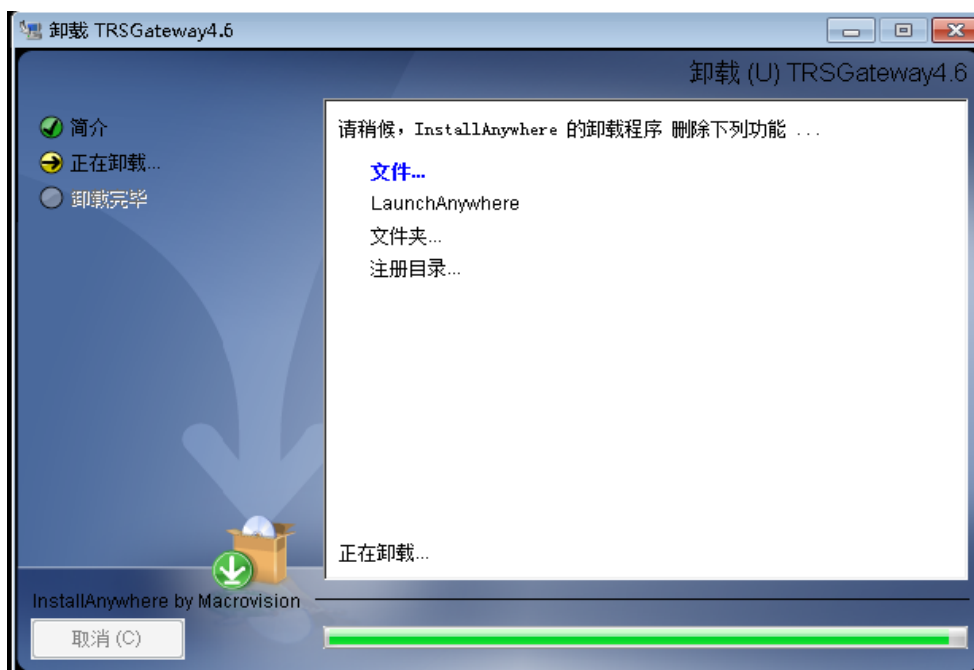 卸载 TRSGateway4.6
卸载 (U) TRSGateway4.6
简介
正在卸载...
卸载完毕
请稍候，InstallAnywhere 的卸载程序 删除下列功能 ...
文件...
LaunchAnywhere
文件夹...
注册目录...
正在卸载...
InstallAnywhere by Macrovision
取消 (C)